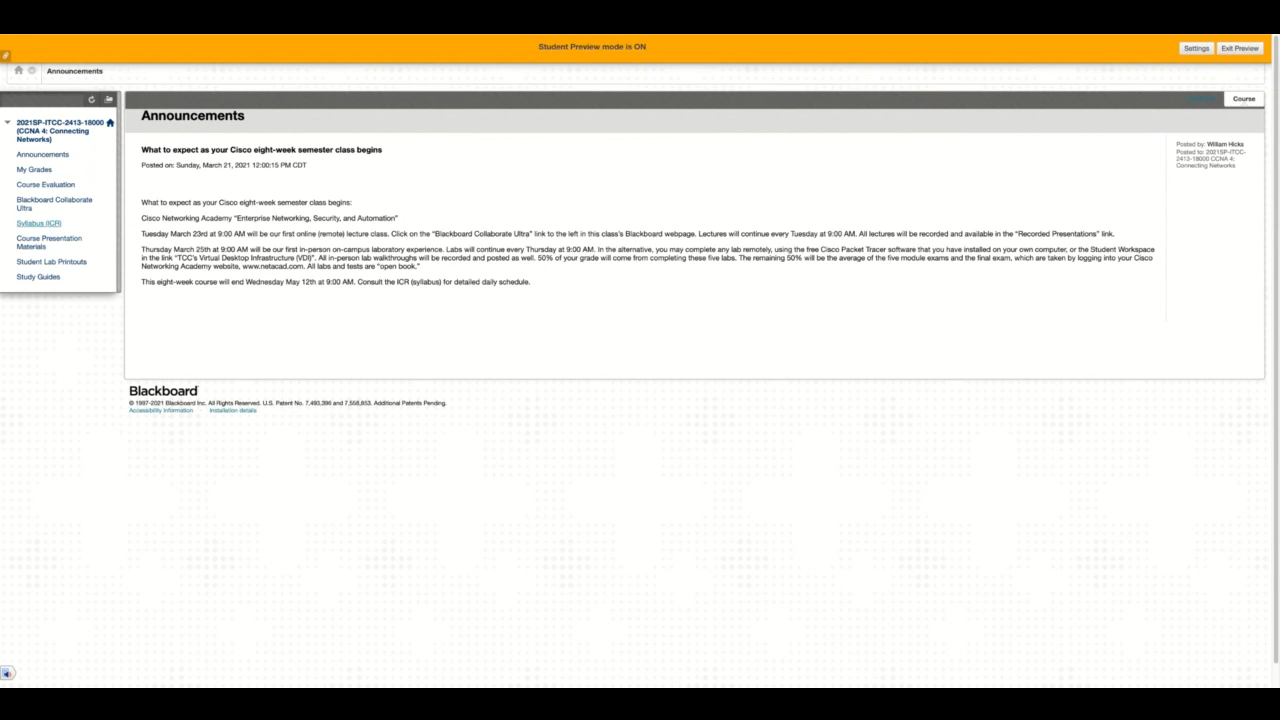 Student Preview mode is ON
Settings
Exit Preview
Announcements
Course
2021SP-ITCC-2413-18000
(CCNA 4: Connecting
Networks)
Announcements
My Grades
Course Evaluation
Blackboard Collaborate
Ultra
Syllabus (ICR)
Course Presentation
Materials
Student Lab Printouts
Study Guides
Announcements
What to expect as your Cisco eight-week semester class begins
Posted on: Sunday, March 21, 2021 12:00:15 PM CDT
What to expect as your Cisco eight-week semester class begins:
Cisco Networking Academy “Enterprise Networking, Security, and Automation”
Tuesday March 23rd at 9:00 AM will be our first online (remote) lecture class. Click on the “Blackboard Collaborate Ultra” link to the left in this class’s Blackboard webpage. Lectures will continue every Tuesday at 9:00 AM. All lectures will be recorded and available in the “Recorded Presentations” link.
Thursday March 25th at 9:00 AM will be our first in-person on-campus laboratory experience. Labs will continue every Thursday at 9:00 AM. In the alternative, you may complete any lab remotely, using the free Cisco Packet Tracer software that you have installed on your own computer, or the Student Workspace
in the link “TCC’s Virtual Desktop Infrastructure (VDI)”. All in-person lab walkthroughs will be recorded and posted as well. 50% of your grade will come from completing these five labs. The remaining 50% will be the average of the five module exams and the final exam, which are taken by logging into your Cisco
Networking Academy website, www.netacad.com. All labs and tests are “open book.”
This eight-week course will end Wednesday May 12th at 9:00 AM. Consult the ICR (syllabus) for detailed daily schedule.
Posted by: William Hicks
Posted to: 2021SP-ITCC-
2413-18000 CCNA 4:
Connecting Networks
Blackboard
© 1997-2021 Blackboard Inc. All Rights Reserved. U.S. Patent No. 7,493,396 and 7,558,853. Additional Patents Pending.
Accessibility information
Installation details